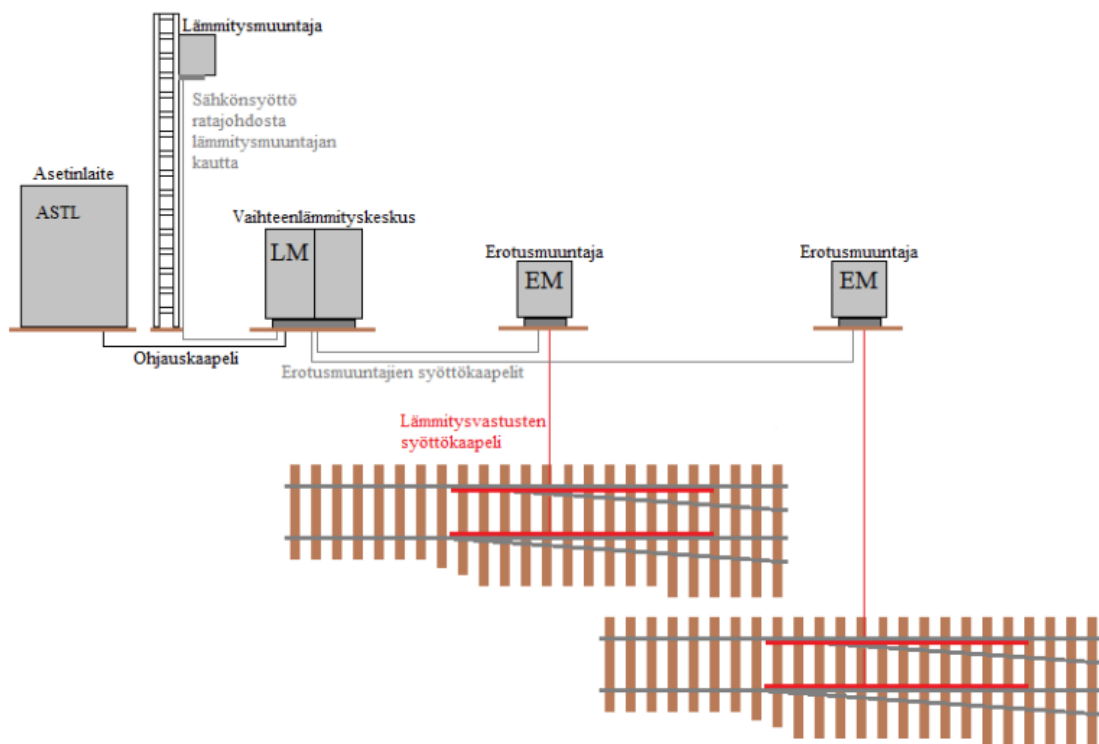 Lämmitysmuuntaja
Sähkönsyöttö
ratajohdosta
lämmitysmuuntajan
kautta
Asetinlaite
ASTL
Vaihteenlämmityskeskus
LM
Erotusmuuntaja
EM
Erotusmuuntaja
EM
Ohjauskaapeli
Erotusmuuntajien syöttökaapelit
Lämmitysvastusten
syöttökaapeli